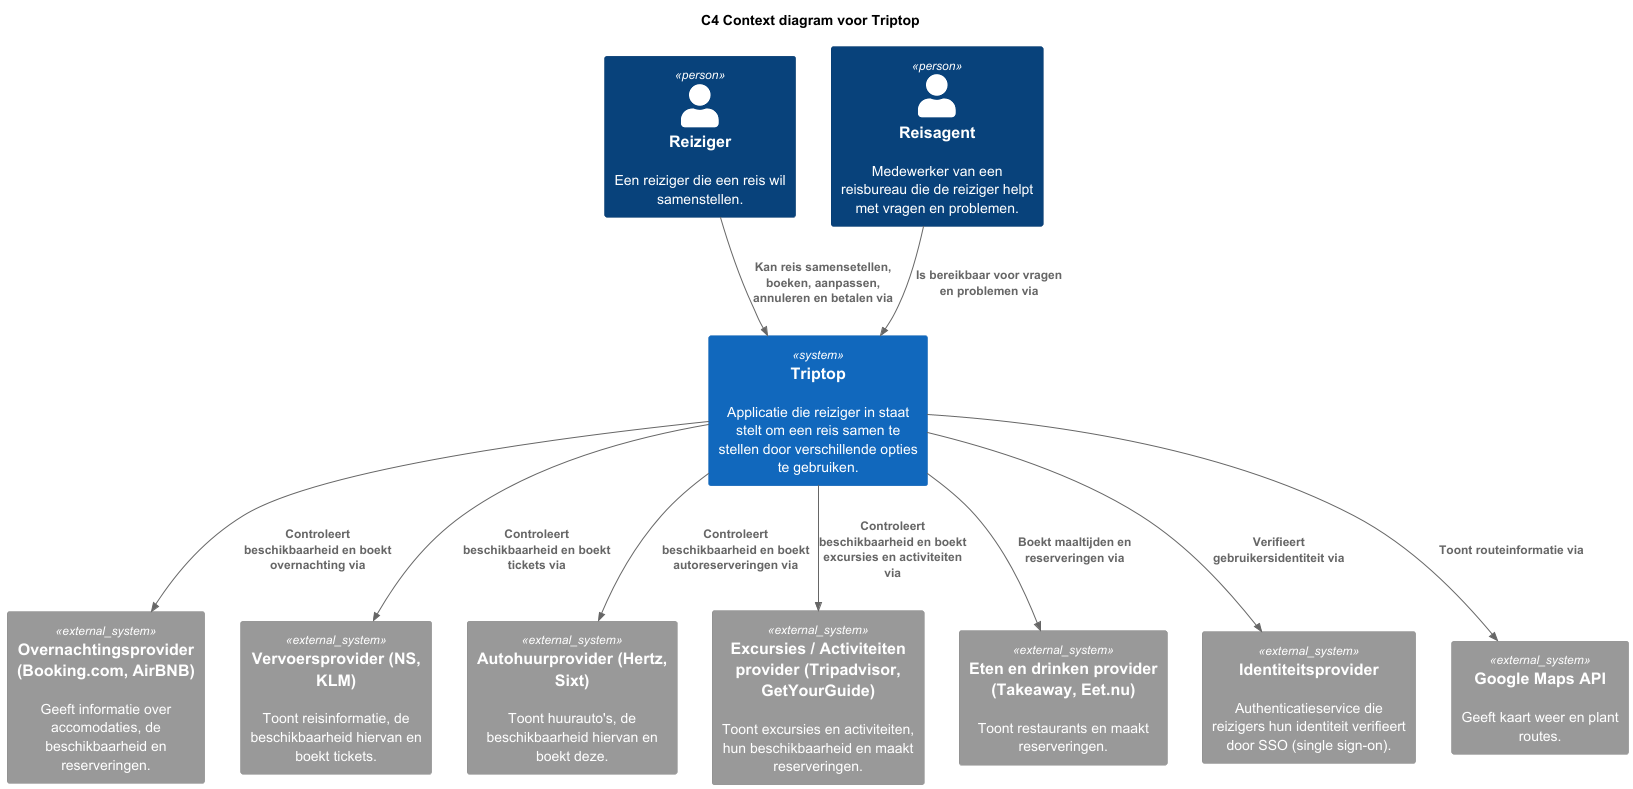 C4 Context diagram voor Triptop
«person»
Reiziger
Een reiziger die een reis wil
samenstellen.
«person»
Reisagent
Medewerker van een
reisbureau die de reiziger helpt
met vragen en problemen.
Kan reis samensetellen,
boeken, aanpassen,
annuleren en betalen via
Is bereikbaar voor vragen
en problemen via
«system»
Triptop
Applicatie die reiziger in staat
stelt om een reis samen te
stellen door verschillende opties
te gebruiken.
Controleert
beschikbaarheid en boekt
overnachting via
Controleert
beschikbaarheid en boekt
tickets via
Controleert
beschikbaarheid en boekt
autoreserveringen via
Controleert
beschikbaarheid en boekt
excursies en activiteiten
via
Boekt maaltijden en
reserveringen via
Verifieert
gebruikersidentiteit via
Toont routeinformatie via
«external_system»
Overnachtingsprovider
(Booking.com, AirBNB)
Geeft informatie over
accomodaties, de
beschikbaarheid en
reserveringen.
«external_system»
Vervoersprovider (NS,
KLM)
Toont reisinformatie, de
beschikbaarheid hiervan en
boekt tickets.
«external_system»
Autohuurprovider (Hertz,
Sixt)
Toont huurauto's, de
beschikbaarheid hiervan en
boekt deze.
«external_system»
Excursies / Activiteiten
provider (Tripadvisor,
GetYourGuide)
Toont excursies en activiteiten,
hun beschikbaarheid en maakt
reserveringen.
«external_system»
Eten en drinken provider
(Takeaway, Eet.nu)
Toont restaurants en maakt
reserveringen.
«external_system»
Identiteitsprovider
Authenticatieservice die
reizigers hun identiteit verifieert
door SSO (single sign-on).
«external_system»
Google Maps API
Geeft kaart weer en plant
routes.